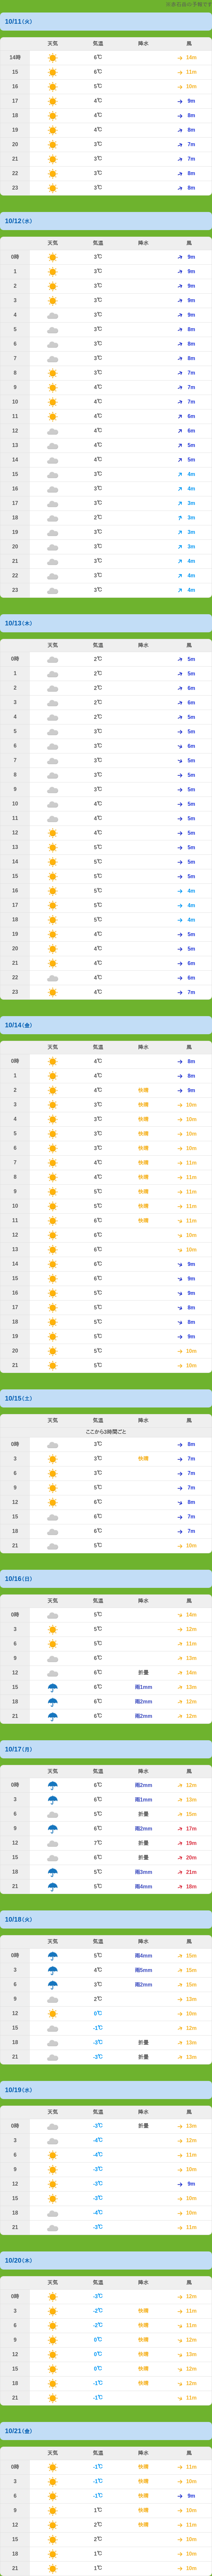 10/11(火)
天気 気温 降水 風
14時 6℃ 14m
15 6℃ 11m
16 5℃ 10m
17 4℃ 9m
18 4℃ 8m
19 4℃ 8m
20 3℃ 7m
21 3℃ 7m
22 3℃ 8m
23 3℃ 8m
10/12(水)
天気 気温 降水 風
0時 3℃ 9m
1 3℃ 9m
2 3℃ 9m
3 3℃ 9m
4 3℃ 9m
5 3℃ 8m
6 3℃ 8m
7 3℃ 8m
8 3℃ 7m
9 4℃ 7m
10 4℃ 7m
11 4℃ 6m
12 4℃ 6m
13 4℃ 5m
14 4℃ 5m
15 3℃ 4m
16 3℃ 4m
17 3℃ 3m
18 2℃ 3m
19 3℃ 3m
20 3℃ 3m
21 3℃ 4m
22 3℃ 4m
23 3℃ 4m
10/13(木)
天気 気温 降水 風
0時 2℃ 5m
1 2℃ 5m
2 2℃ 6m
3 2℃ 6m
4 2℃ 5m
5 3℃ 5m
6 3℃ 6m
7 3℃ 5m
8 3℃ 5m
9 3℃ 5m
10 4℃ 5m
11 4℃ 5m
12 4℃ 5m
13 5℃ 5m
14 5℃ 5m
15 5℃ 5m
16 5℃ 4m
17 5℃ 4m
18 5℃ 4m
19 4℃ 5m
20 4℃ 5m
21 4℃ 6m
22 4℃ 6m
23 4℃ 7m
10/14(金)
天気 気温 降水 風
0時 4℃ 8m
1 4℃ 8m
2 4℃ 快晴 9m
3 3℃ 快晴 10m
4 3℃ 快晴 10m
5 3℃ 快晴 10m
6 3℃ 快晴 10m
7 4℃ 快晴 11m
8 4℃ 快晴 11m
9 5℃ 快晴 11m
10 5℃ 快晴 11m
11 6℃ 快晴 11m
12 6℃ 10m
13 6℃ 10m
14 6℃ 9m
15 6℃ 9m
16 5℃ 9m
17 5℃ 8m
18 5℃ 8m
19 5℃ 9m
20 5℃ 10m
21 5℃ 10m
10/15(土)
天気 気温 降水 風
ここから3時間ごと
0時 3℃ 8m
3 3℃ 快晴 7m
6 3℃ 7m
9 5℃ 7m
12 6℃ 8m
15 6℃ 7m
18 6℃ 7m
21 5℃ 10m
10/16(日)
天気 気温 降水 風
0時 5℃ 14m
3 5℃ 12m
6 5℃ 11m
9 6℃ 13m
12 6℃ 折曇 14m
15 6℃ 雨1mm 13m
18 6℃ 雨2mm 12m
21 6℃ 雨2mm 12m
10/17(月)
天気 気温 降水 風
0時 6℃ 雨2mm 12m
3 6℃ 雨1mm 13m
6 5℃ 折曇 15m
9 6℃ 雨2mm 17m
12 7℃ 折曇 19m
15 6℃ 折曇 20m
18 5℃ 雨3mm 21m
21 5℃ 雨4mm 18m
10/18(火)
天気 気温 降水 風
0時 5℃ 雨4mm 15m
3 4℃ 雨5mm 15m
6 3℃ 雨2mm 15m
9 2℃ 13m
12 0℃ 10m
15 -1℃ 12m
18 -3℃ 折曇 13m
21 -3℃ 折曇 13m
10/19(水)
天気 気温 降水 風
0時 -3℃ 折曇 13m
3 -4℃ 12m
6 -4℃ 11m
9 -3℃ 10m
12 -3℃ 9m
15 -3℃ 10m
18 -4℃ 10m
21 -3℃ 11m
10/20(木)
天気 気温 降水 風
0時 -3℃ 12m
3 -2℃ 快晴 11m
6 -2℃ 快晴 11m
9 0℃ 快晴 12m
12 0℃ 快晴 13m
15 0℃ 快晴 12m
18 -1℃ 快晴 12m
21 -1℃ 11m
10/21(金)
天気 気温 降水 風
0時 -1℃ 快晴 11m
3 -1℃ 快晴 10m
6 -1℃ 快晴 9m
9 1℃ 快晴 10m
12 2℃ 快晴 11m
15 2℃ 10m
18 1℃ 10m
21 1℃ 10m